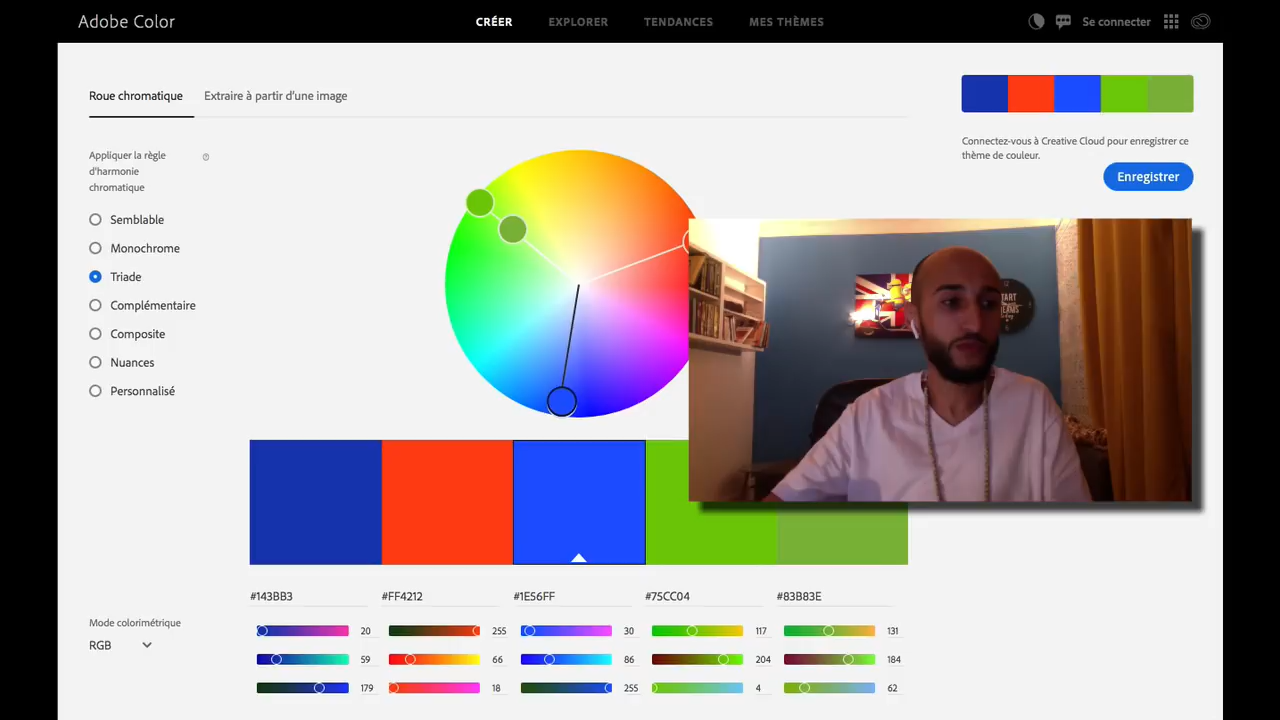 Adobe Color
CRÉER
EXPLORER
TENDANCES
MES THÈMES
Se connecter
Roue chromatique
Extraire à partir d'une image
Connectez-vous à Creative Cloud pour enregistrer ce
thème de couleur.
Enregistrer
Appliquer la règle
d'harmonie
chromatique
Semblable
Monochrome
Triade
Complémentaire
Composite
Nuances
Personnalisé
START
DREAMS
#143BB3
#FF4212
#1E56FF
#75CC04
#83B83E
Mode colorimétrique
RGB
20
255
30
117
131
59
66
86
204
184
179
18
255
4
62